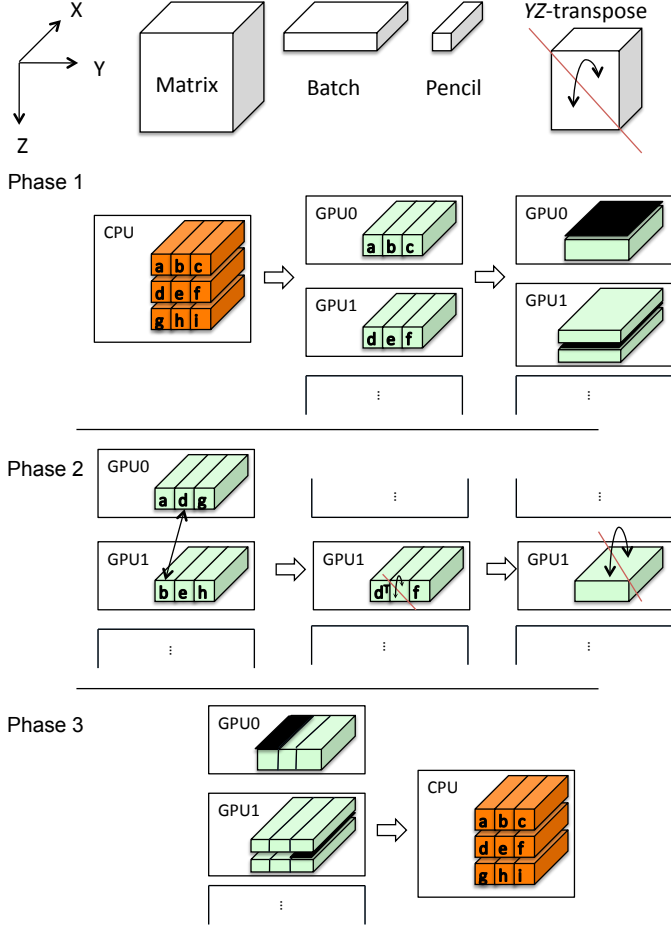 X
Y
Z
Matrix
Batch
Pencil
YZ-transpose
Phase 1
CPU
a b c
d e f
g h i
GPU0
a b c
GPU1
d e f
...
GPU0
GPU1
...
Phase 2
GPU0
a d g
GPU1
b e h
...
...
GPU1
dT f
...
...
GPU1
...
Phase 3
GPU0
GPU1
...
CPU
a b c
d e f
g h i